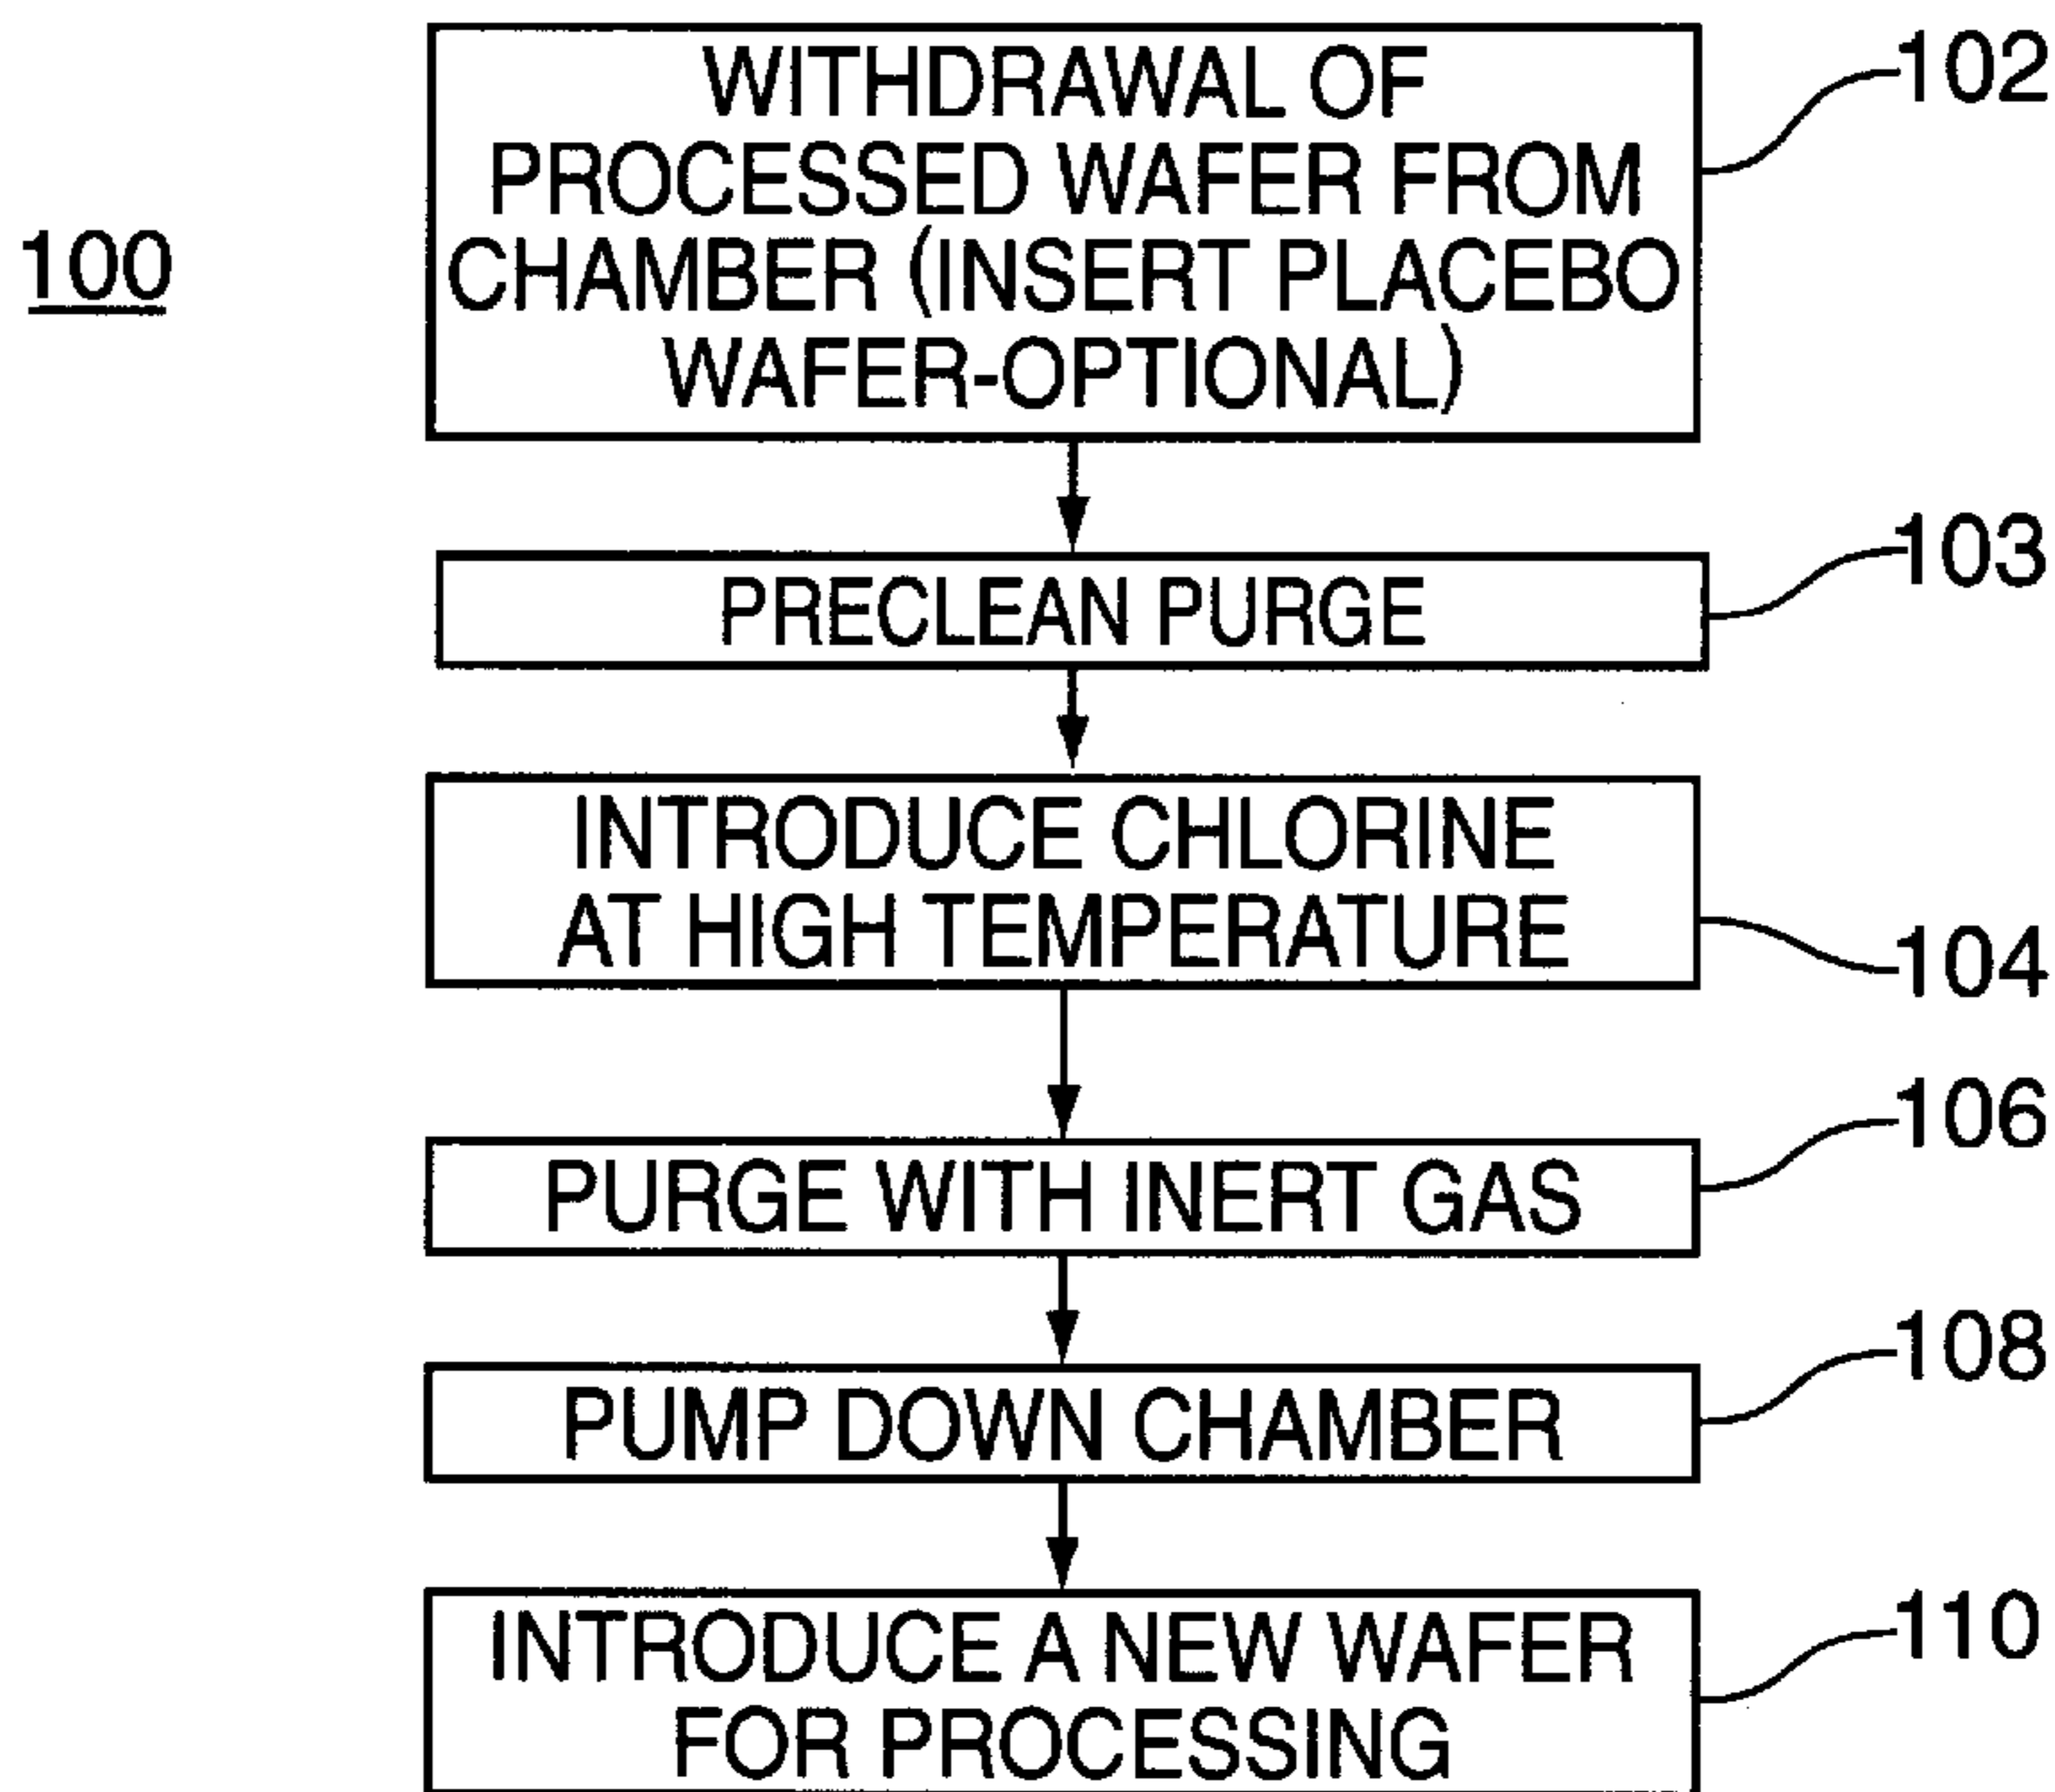 100
WITHDRAWAL OF
PROCESSED WAFER FROM
CHAMBER (INSERT PLACEBO
WAFER-OPTIONAL)
102
PRECLEAN PURGE
103
INTRODUCE CHLORINE
AT HIGH TEMPERATURE
104
PURGE WITH INERT GAS
106
PUMP DOWN CHAMBER
108
INTRODUCE A NEW WAFER
FOR PROCESSING
110